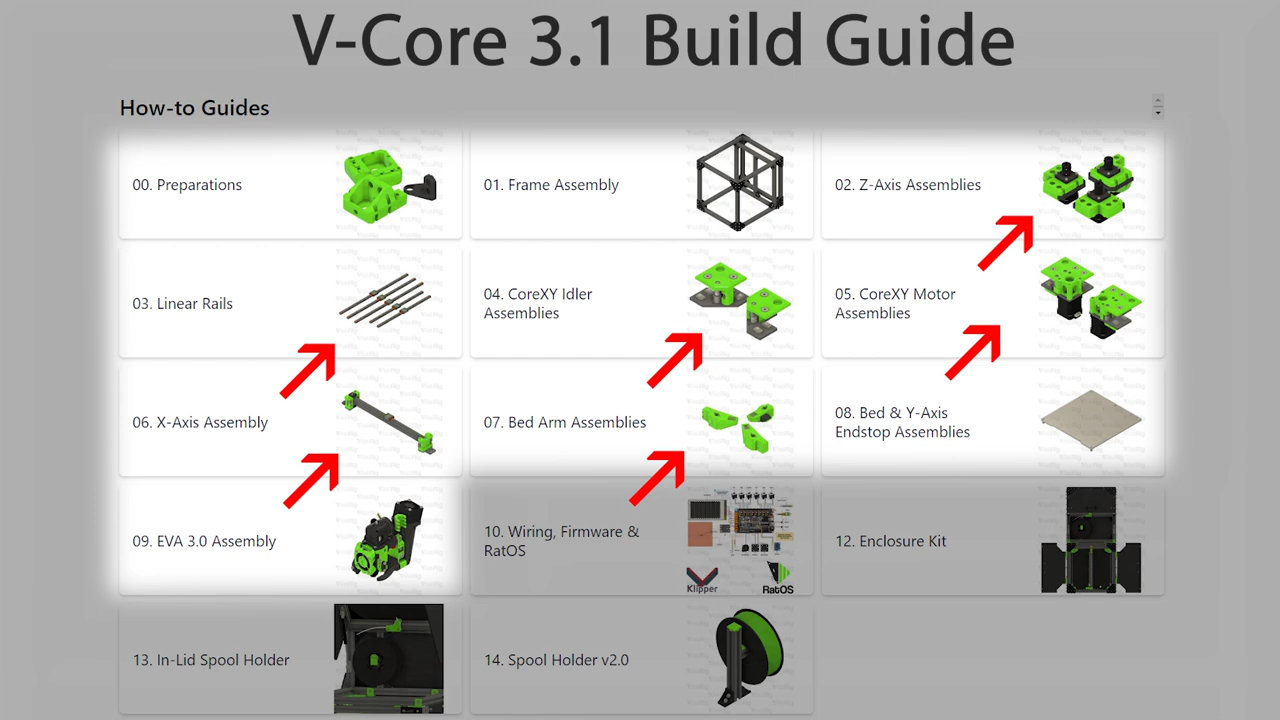 V-Core 3.1 Build Guide
How-to Guides
00. Preparations
01. Frame Assembly
02. Z-Axis Assemblies
03. Linear Rails
04. CoreXY Idler
Assemblies
05. CoreXY Motor
Assemblies
06. X-Axis Assembly
07. Bed Arm Assemblies
08. Bed & Y-Axis
Endstop Assemblies
09. EVA 3.0 Assembly
10. Wiring, Firmware &
RatOS
Klipper
RatOS
12. Enclosure Kit
13. In-Lid Spool Holder
14. Spool Holder v2.0